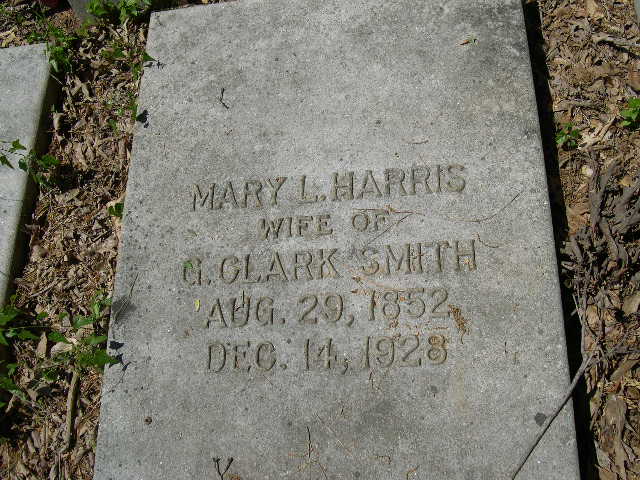 MARY L. HARRIS
WIFE OF
G. CLARK SMITH
AUG. 29, 1852
DEC. 14, 1928